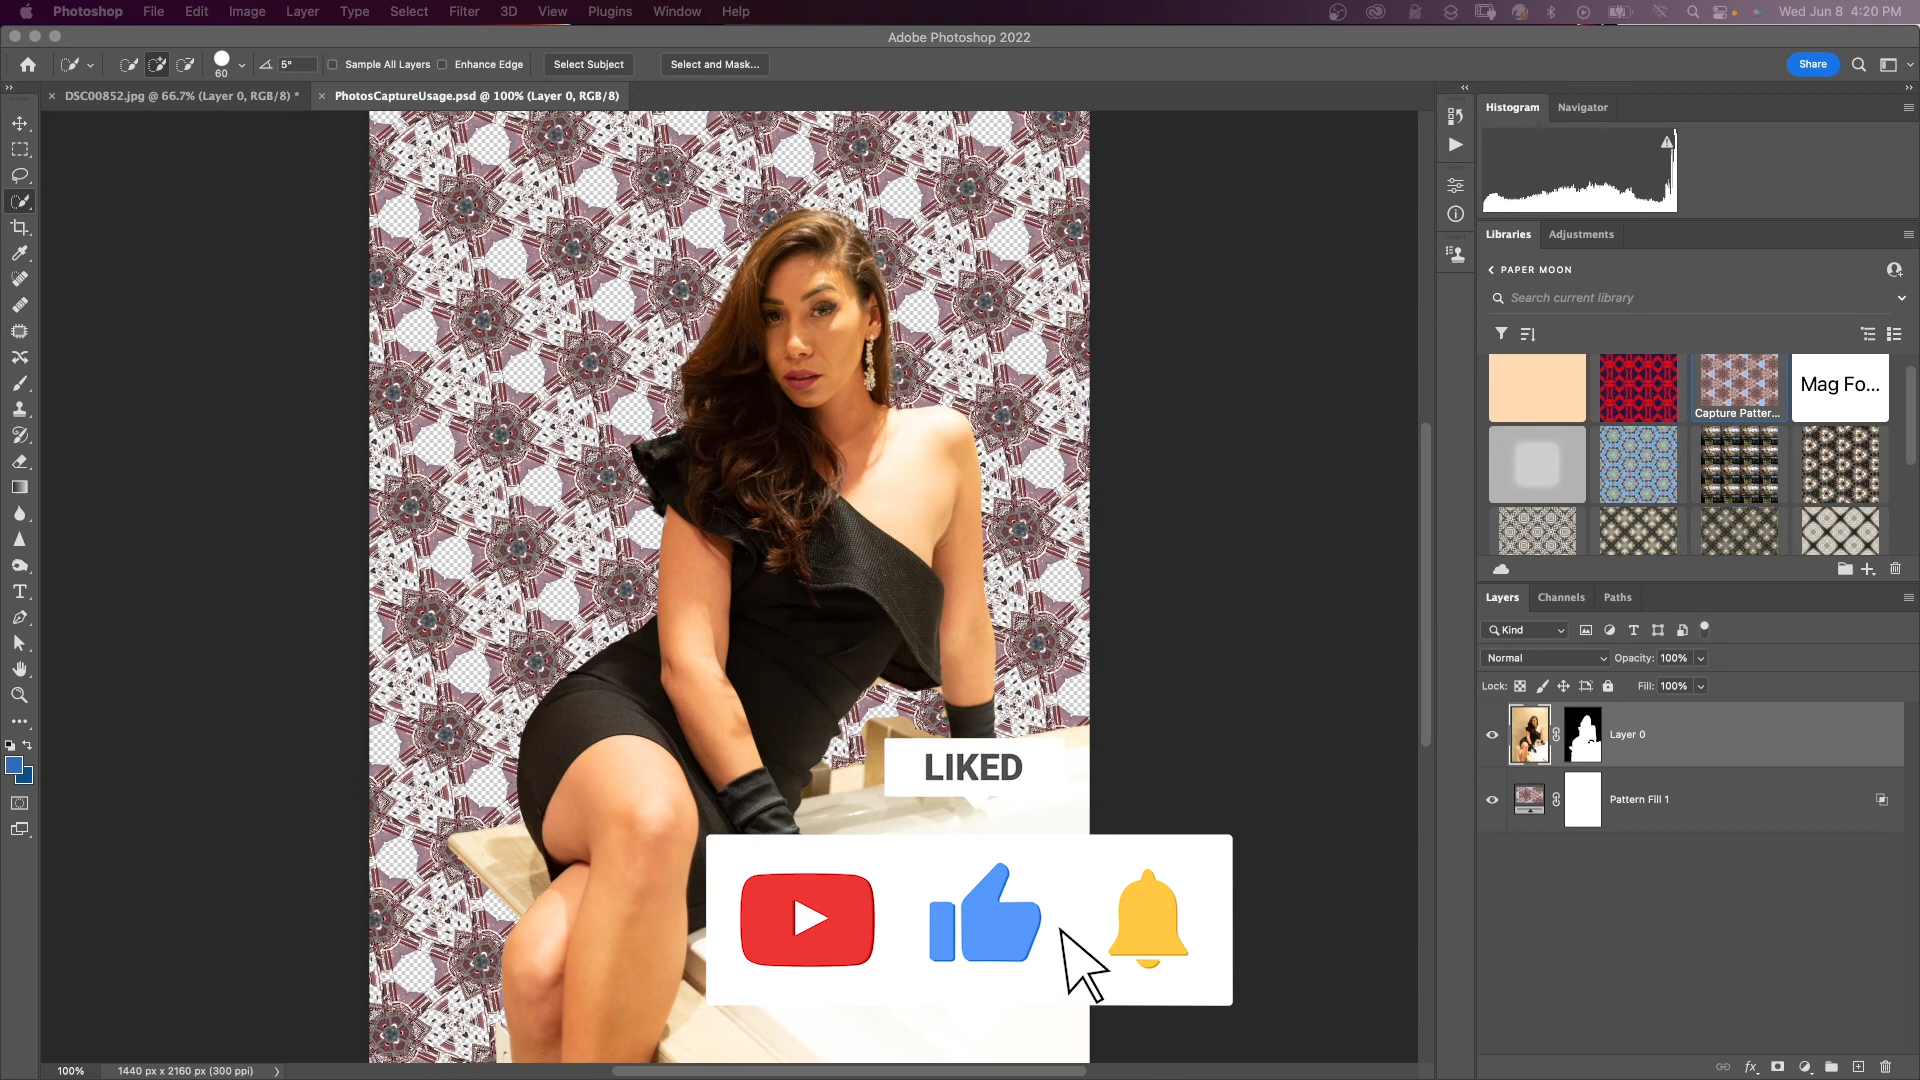 Photoshop File Edit Image Layer Type Select Filter 3D View Plugins Window Help Wed Jun 8 4:20 PM
Adobe Photoshop 2022
60 5° Sample All Layers Enhance Edge Select Subject Select and Mask... Share
DSC00852.jpg @ 66.7% (Layer 0, RGB/8) * PhotosCaptureUsage.psd @ 100% (Layer 0, RGB/8)
Histogram Navigator
Libraries Adjustments
PAPER MOON
Search current library
Mag Fo...
Capture Patter...
Layers Channels Paths
Kind
Normal Opacity: 100%
Lock: Fill: 100%
Layer 0
Pattern Fill 1
LIKED
100% 1440 px x 2160 px (300 ppi)